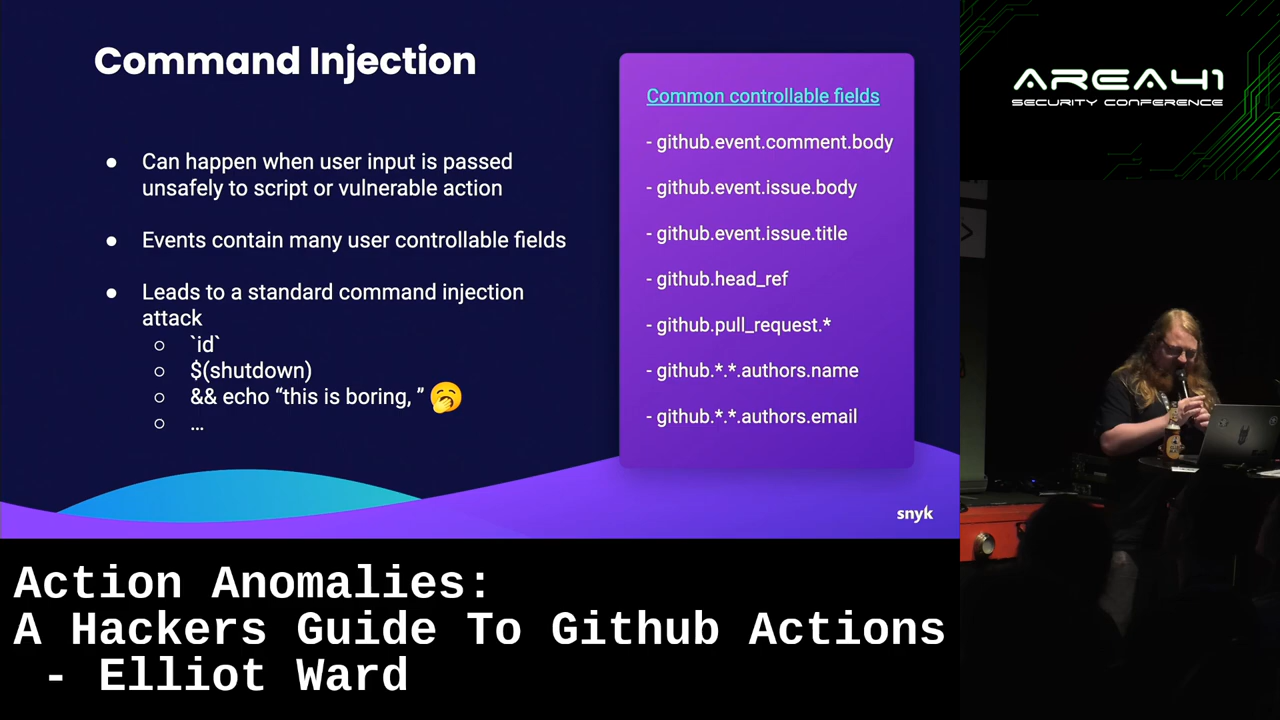 Command Injection
● Can happen when user input is passed
unsafely to script or vulnerable action
● Events contain many user controllable fields
● Leads to a standard command injection
attack
○ `id`
○ $(shutdown)
○ && echo “this is boring, ” 🥱
○ ...
Common controllable fields
- github.event.comment.body
- github.event.issue.body
- github.event.issue.title
- github.head_ref
- github.pull_request.*
- github.*.*.authors.name
- github.*.*.authors.email
snyk
AREA41
SECURITY CONFERENCE
Action Anomalies:
A Hackers Guide To Github Actions
- Elliot Ward